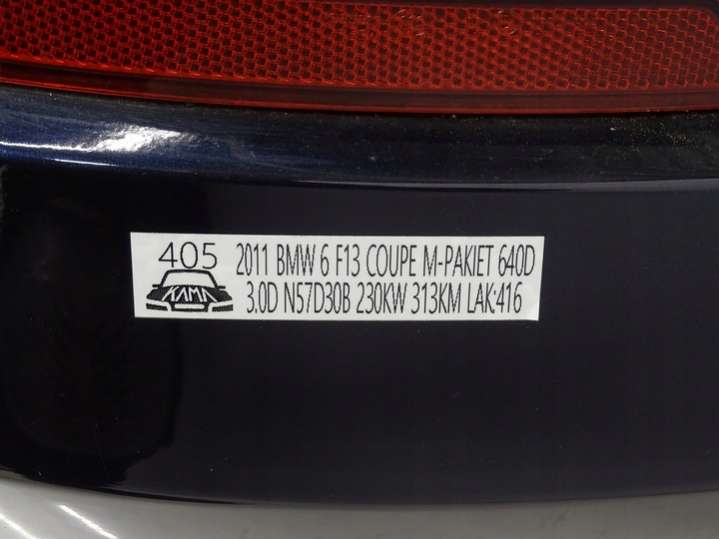 405
KAMA
2011 BMW 6 F13 COUPE M-PAKIET 640D
3.0D N57D30B 230KW 313KM LAK:416